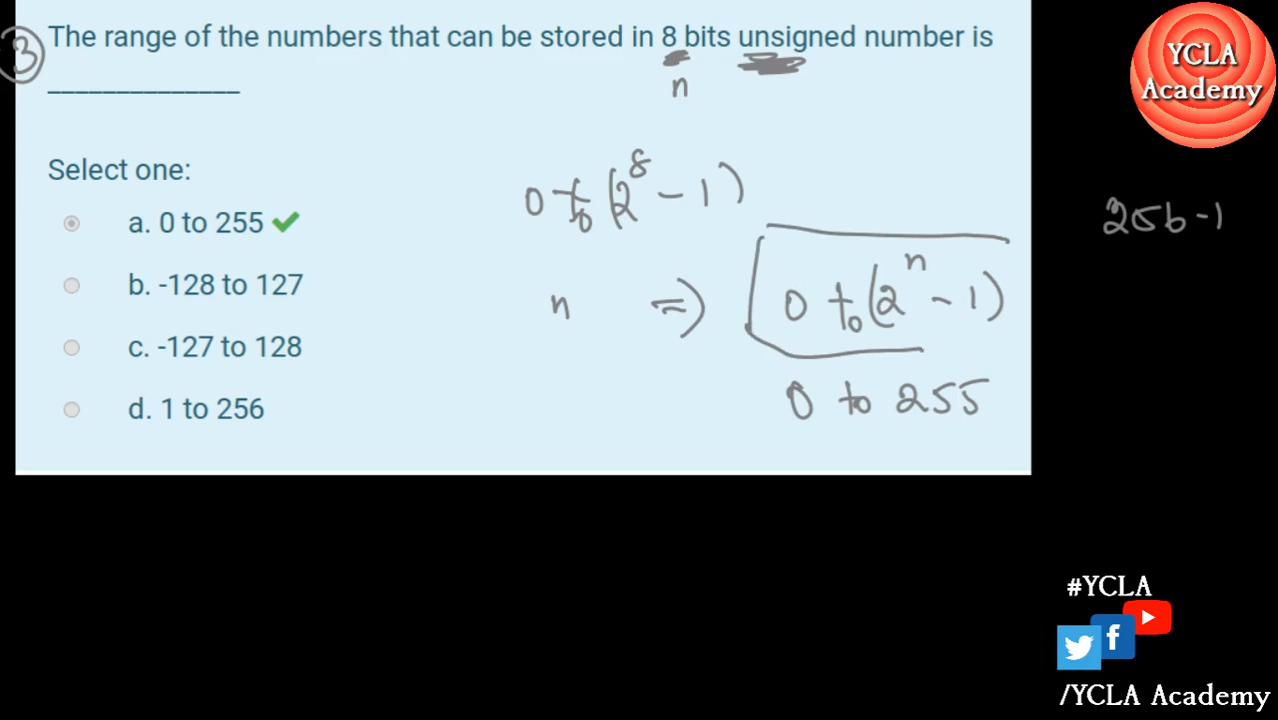 3
The range of the numbers that can be stored in 8 bits unsigned number is
______________
n
Select one:
a. 0 to 255
b. -128 to 127
c. -127 to 128
d. 1 to 256
0 to (2^8 - 1)
n => 0 to (2^n - 1)
0 to 255
YCLA
Academy
256-1
#YCLA
/YCLA Academy